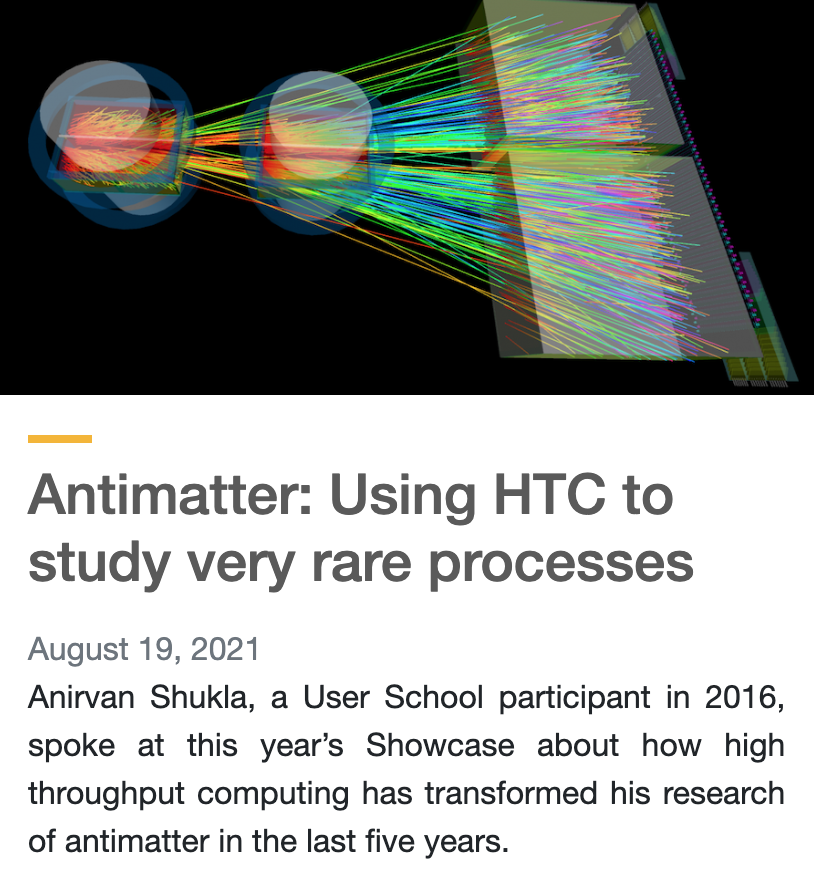 Antimatter: Using HTC to
study very rare processes
August 19, 2021
Anirvan Shukla, a User School participant in 2016,
spoke at this year’s Showcase about how high
throughput computing has transformed his research
of antimatter in the last five years.